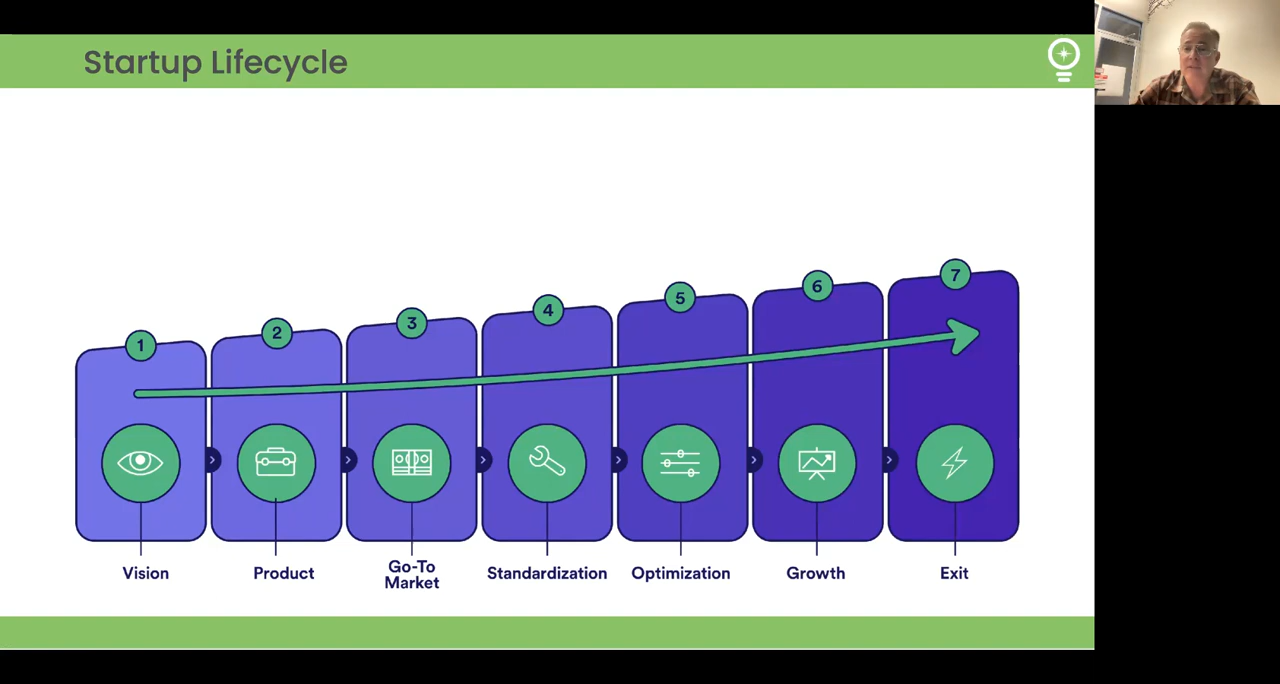 Startup Lifecycle
1
2
3
4
5
6
7
Vision
Product
Go-To
Market
Standardization
Optimization
Growth
Exit